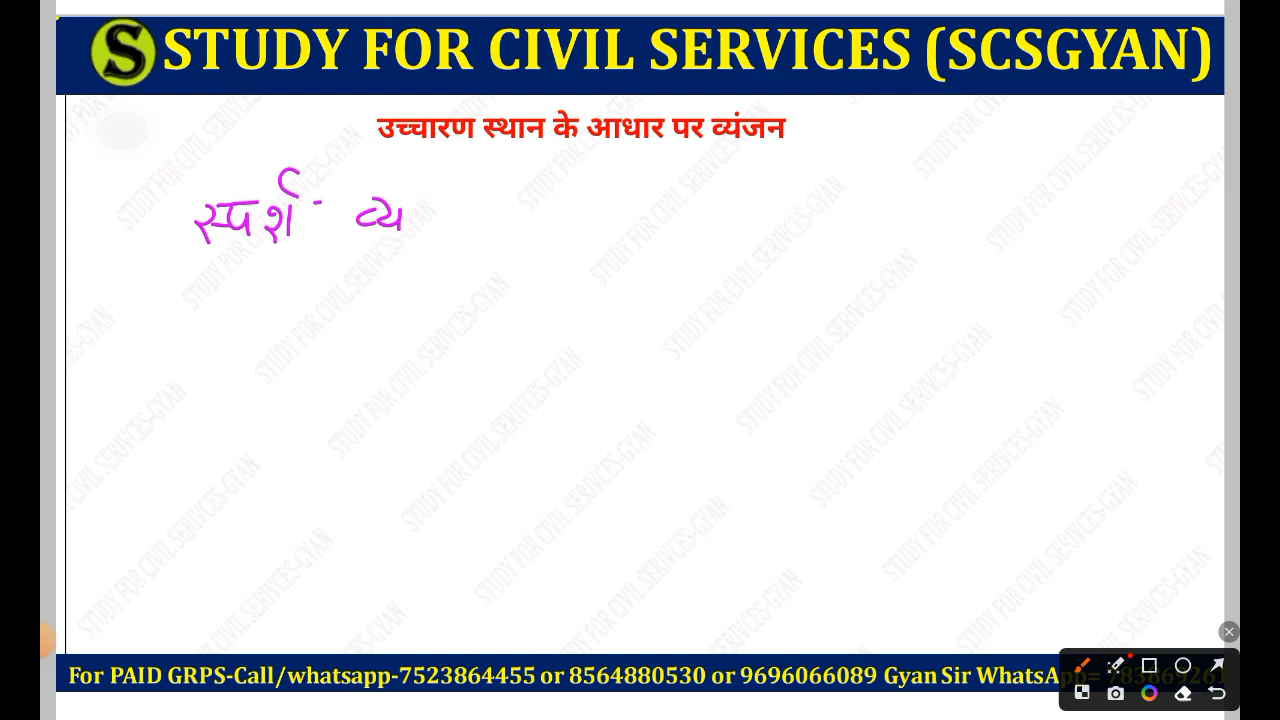 STUDY FOR CIVIL SERVICES (SCSGYAN)
उच्चारण स्थान के आधार पर व्यंजन
स्पर्श - व्य
For PAID GRPS-Call/whatsapp-7523864455 or 8564880530 or 9696066089 Gyan Sir WhatsApp=